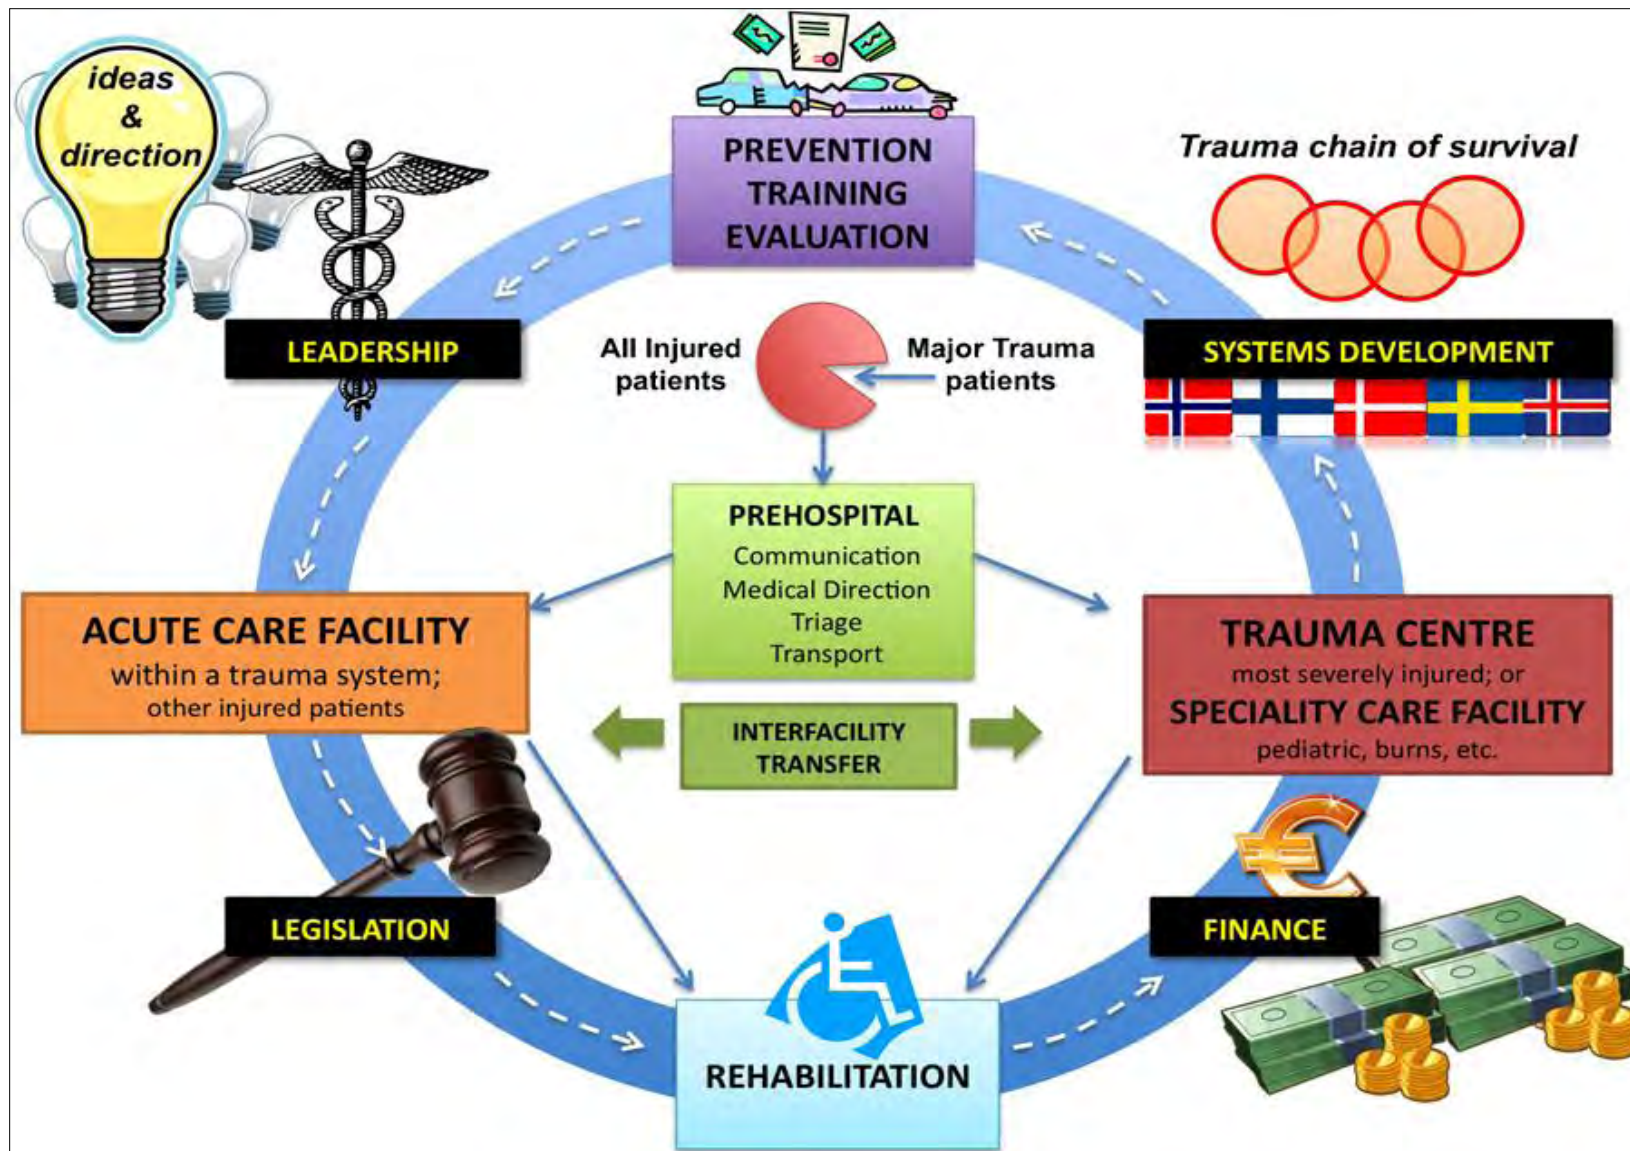 ideas
&
direction
PREVENTION
TRAINING
EVALUATION
Trauma chain of survival
LEADERSHIP
All Injured
patients
Major Trauma
patients
SYSTEMS DEVELOPMENT
PREHOSPITAL
Communication
Medical Direction
Triage
Transport
ACUTE CARE FACILITY
within a trauma system;
other injured patients
TRAUMA CENTRE
most severely injured; or
SPECIALITY CARE FACILITY
pediatric, burns, etc.
INTERFACILITY
TRANSFER
LEGISLATION
FINANCE
REHABILITATION